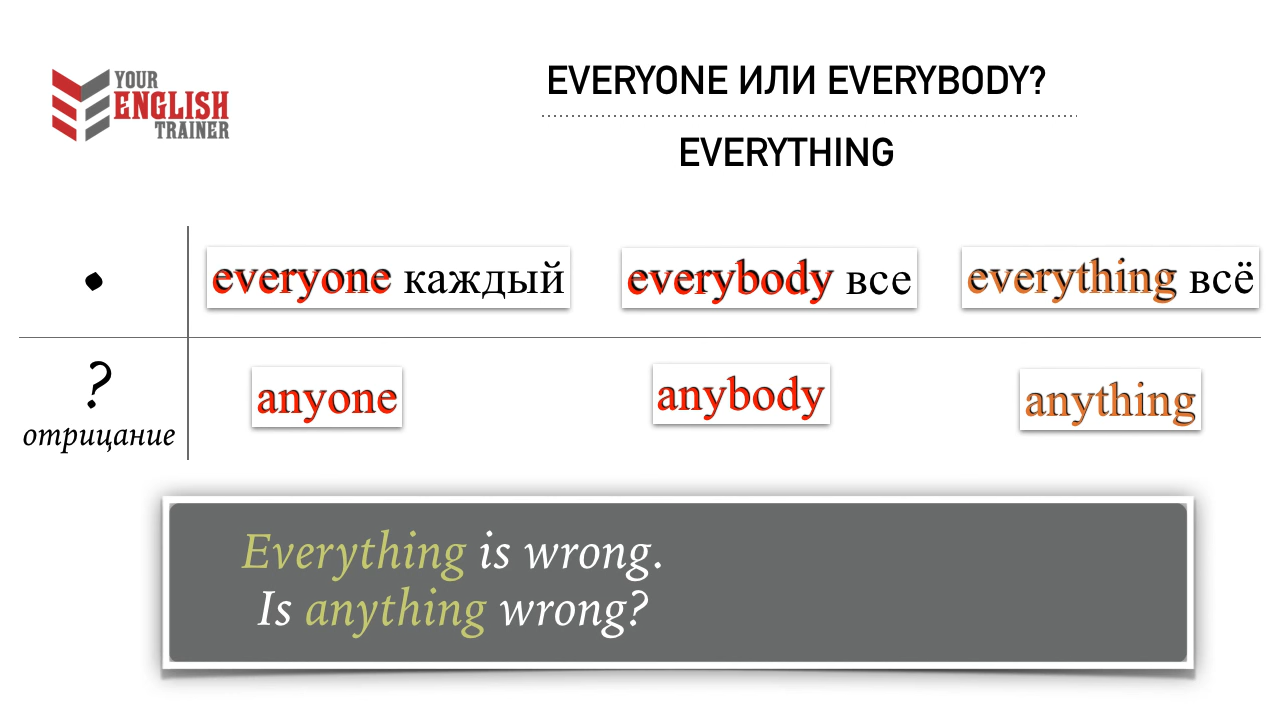 YOUR
ENGLISH
TRAINER
EVERYONE ИЛИ EVERYBODY?
EVERYTHING
everyone каждый everybody все everything всё
?
отрицание
anyone anybody anything
Everything is wrong.
Is anything wrong?